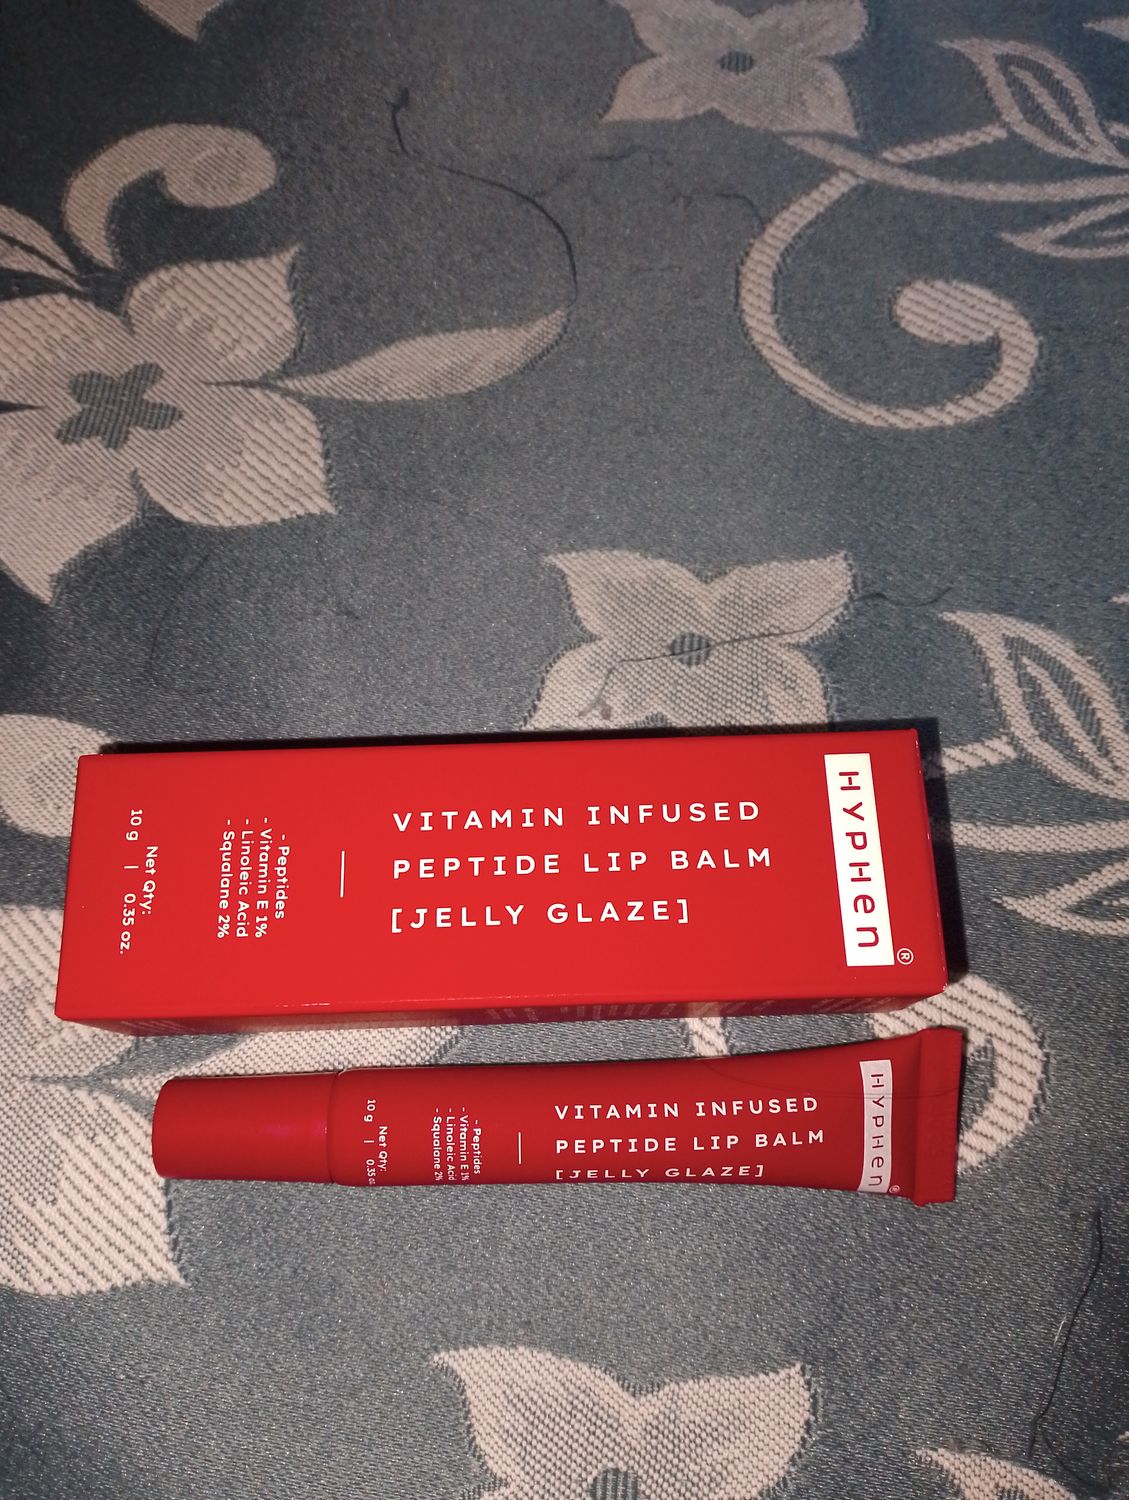 HYPHen®
VITAMIN INFUSED
PEPTIDE LIP BALM
[JELLY GLAZE]
- Peptides
- Vitamin E 1%
- Linoleic Acid
- Squalane 2%
Net Qty:
10 g | 0.35 oz.
HYPHen®
VITAMIN INFUSED
PEPTIDE LIP BALM
[JELLY GLAZE]
- Peptides
- Vitamin E 1%
- Linoleic Acid
- Squalane 2%
Net Qty:
10 g | 0.35